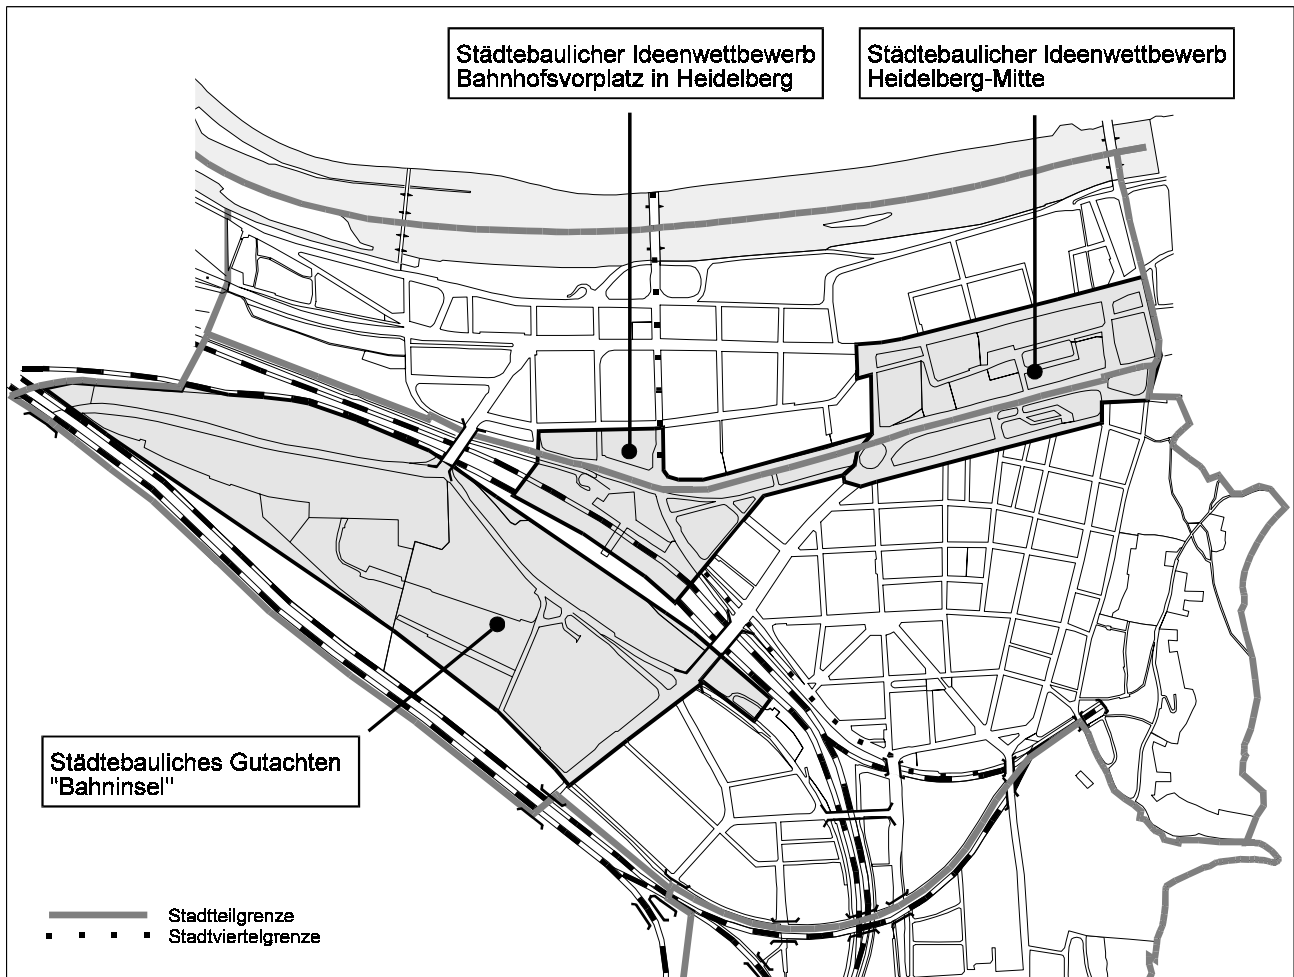 Städtebaulicher Ideenwettbewerb
Bahnhofsvorplatz in Heidelberg
Städtebaulicher Ideenwettbewerb
Heidelberg-Mitte
Städtebauliches Gutachten
"Bahninsel"
Stadtteilgrenze
Stadtviertelgrenze